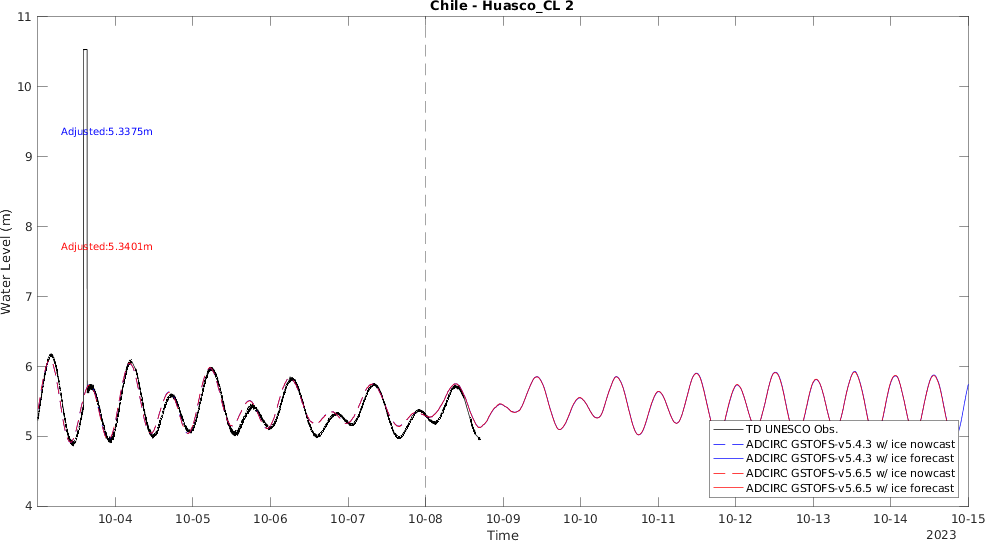 Chile - Huasco_CL 2
11
10
9
8
7
6
5
4
Water Level (m)
Adjusted:5.3375m
Adjusted:5.3401m
TD UNESCO Obs.
ADCIRC GSTOFS-v5.4.3 w/ ice nowcast
ADCIRC GSTOFS-v5.4.3 w/ ice forecast
ADCIRC GSTOFS-v5.6.5 w/ ice nowcast
ADCIRC GSTOFS-v5.6.5 w/ ice forecast
10-04 10-05 10-06 10-07 10-08 10-09 10-10 10-11 10-12 10-13 10-14 10-15
Time
2023